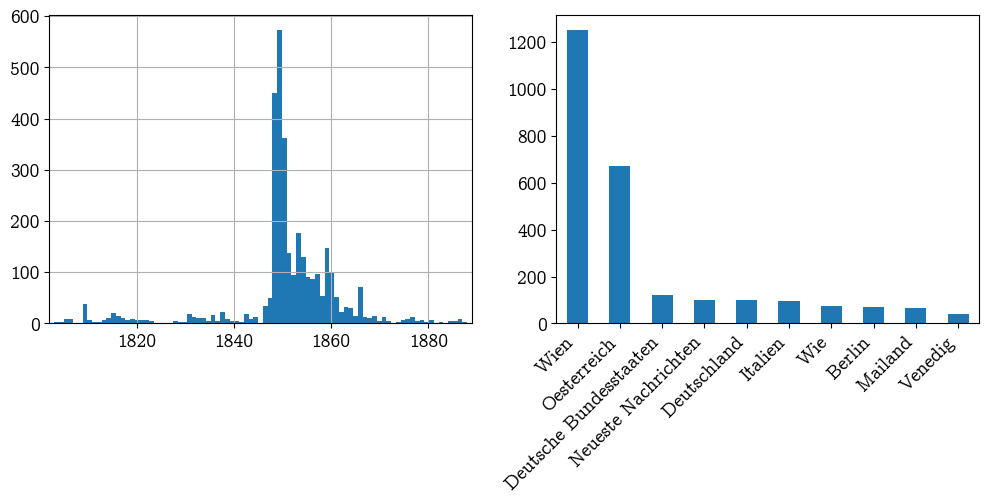 600
500
400
300
200
100
0
1820 1840 1860 1880
1200
1000
800
600
400
200
0
Wien
Oesterreich
Deutsche Bundesstaaten
Neueste Nachrichten
Deutschland
Italien
Wie
Berlin
Mailand
Venedig